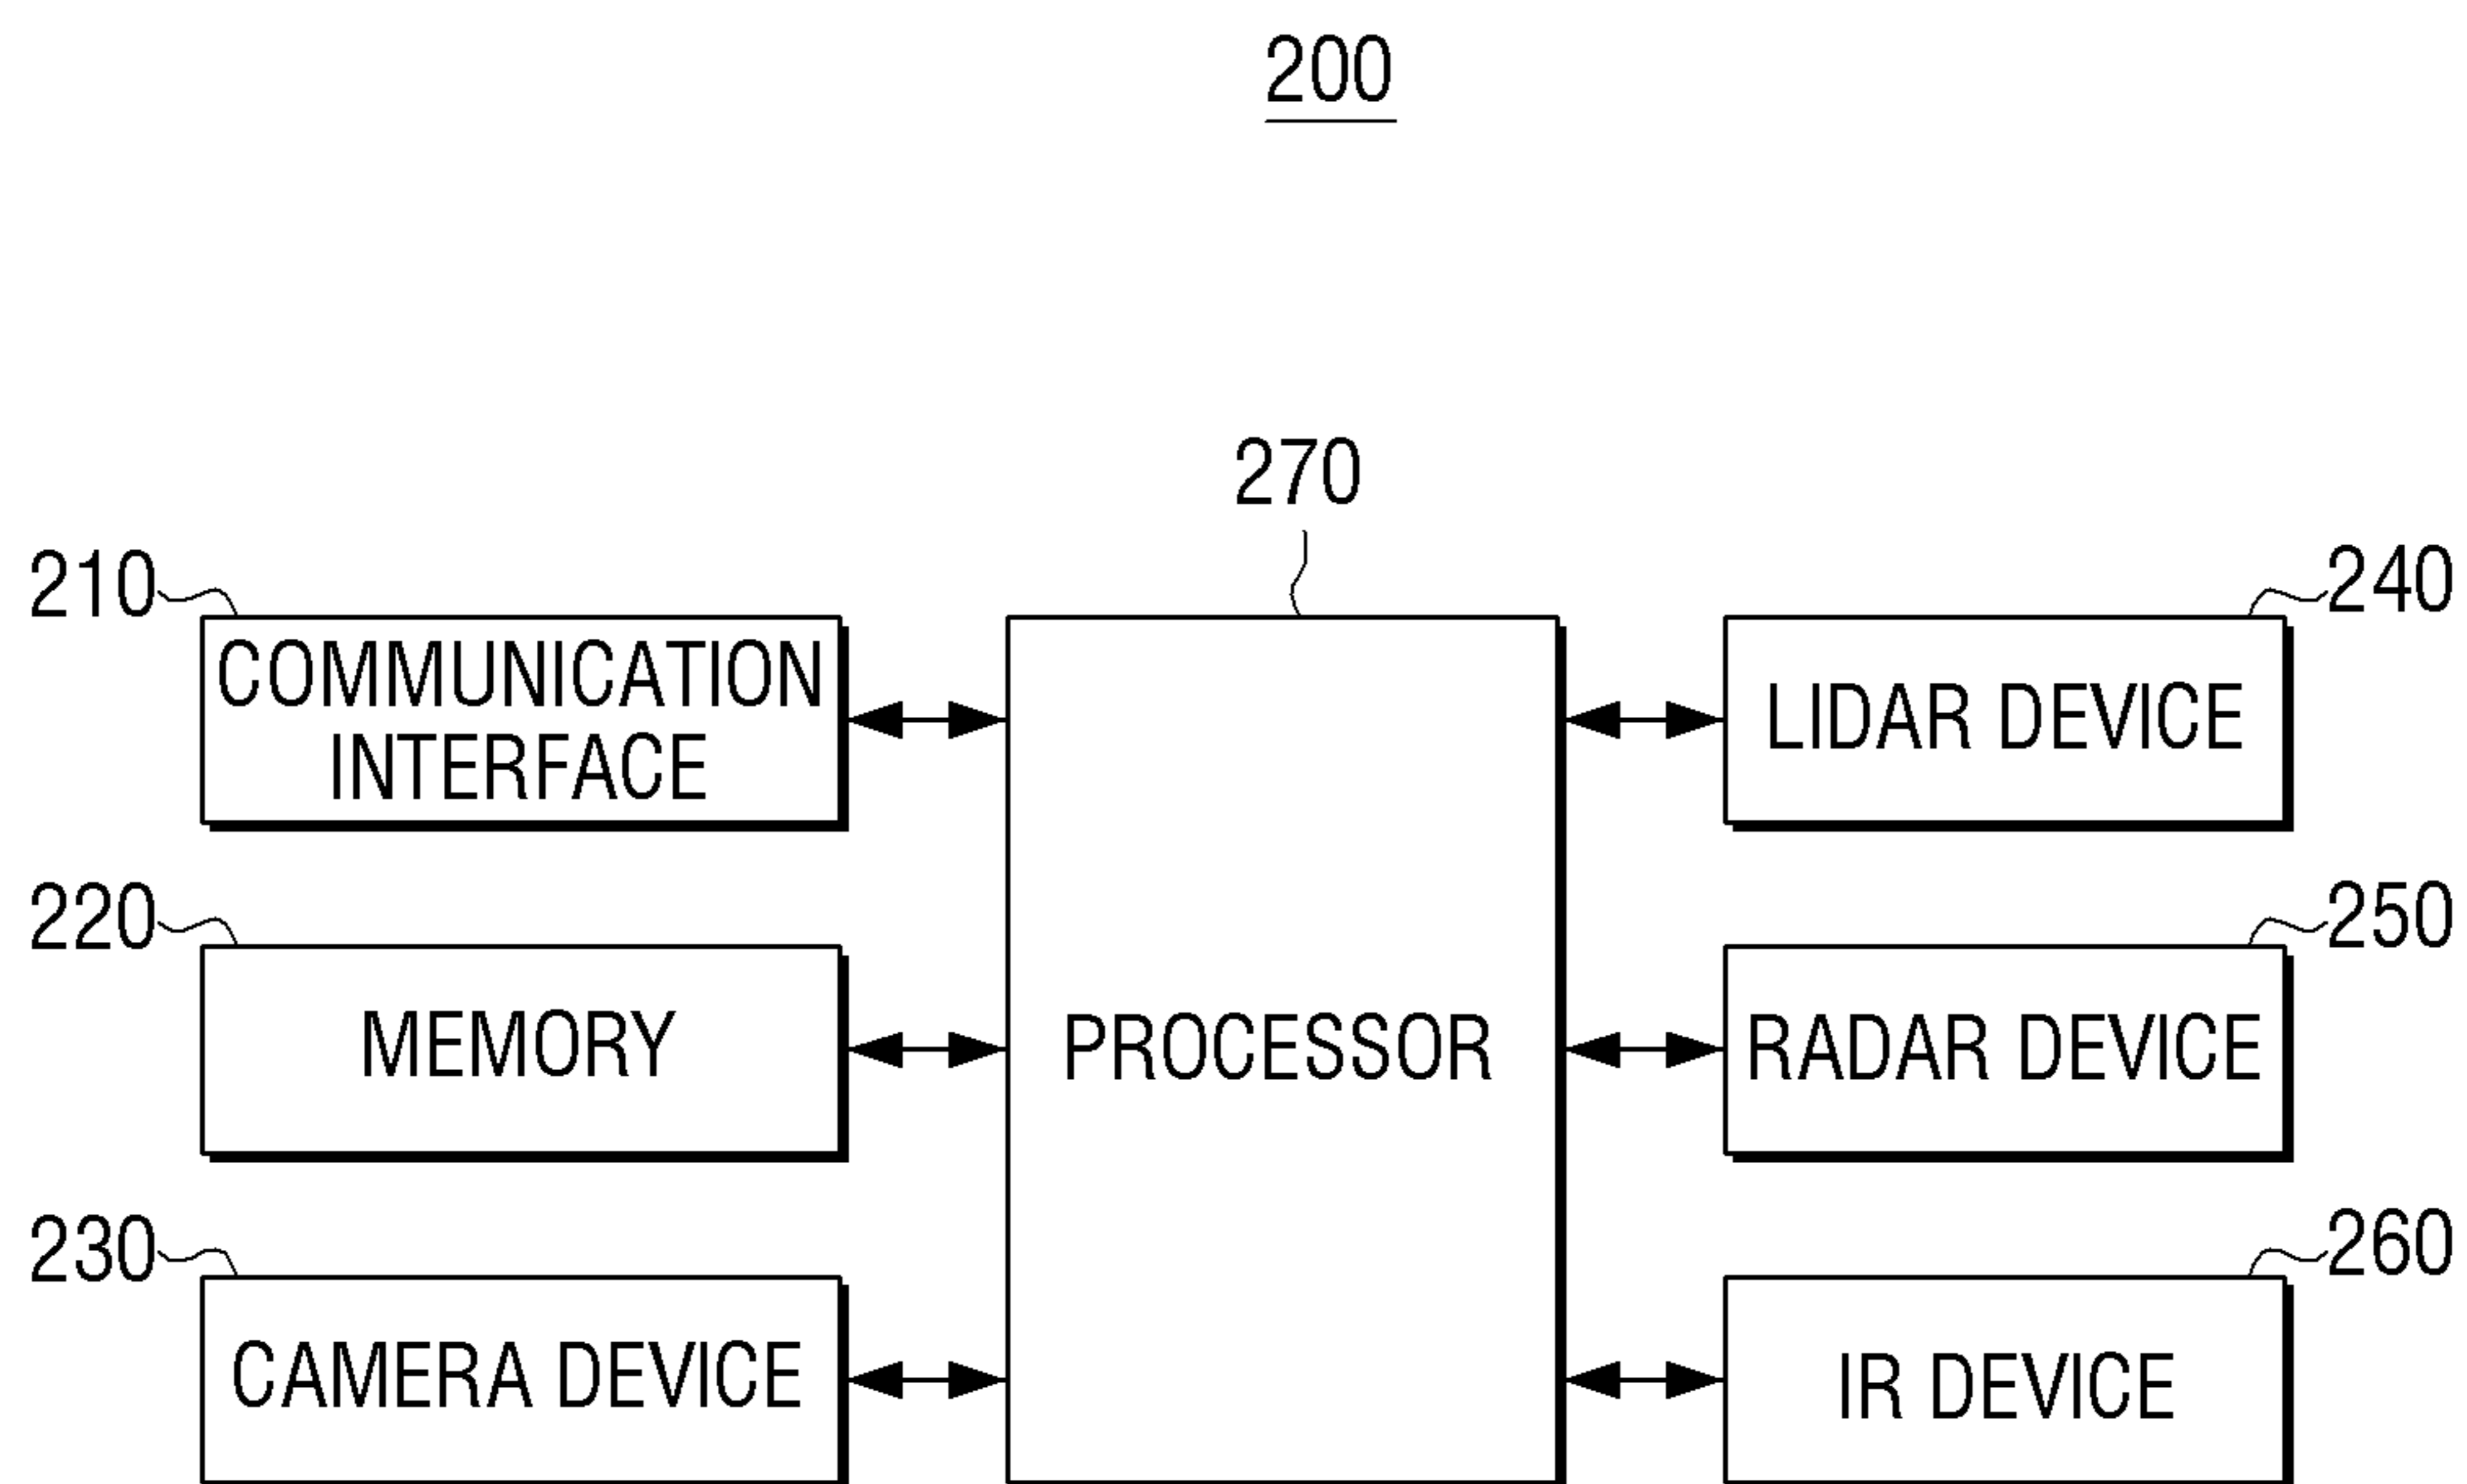 200
270
210
COMMUNICATION
INTERFACE
240
LIDAR DEVICE
220
MEMORY
PROCESSOR
250
RADAR DEVICE
230
CAMERA DEVICE
260
IR DEVICE